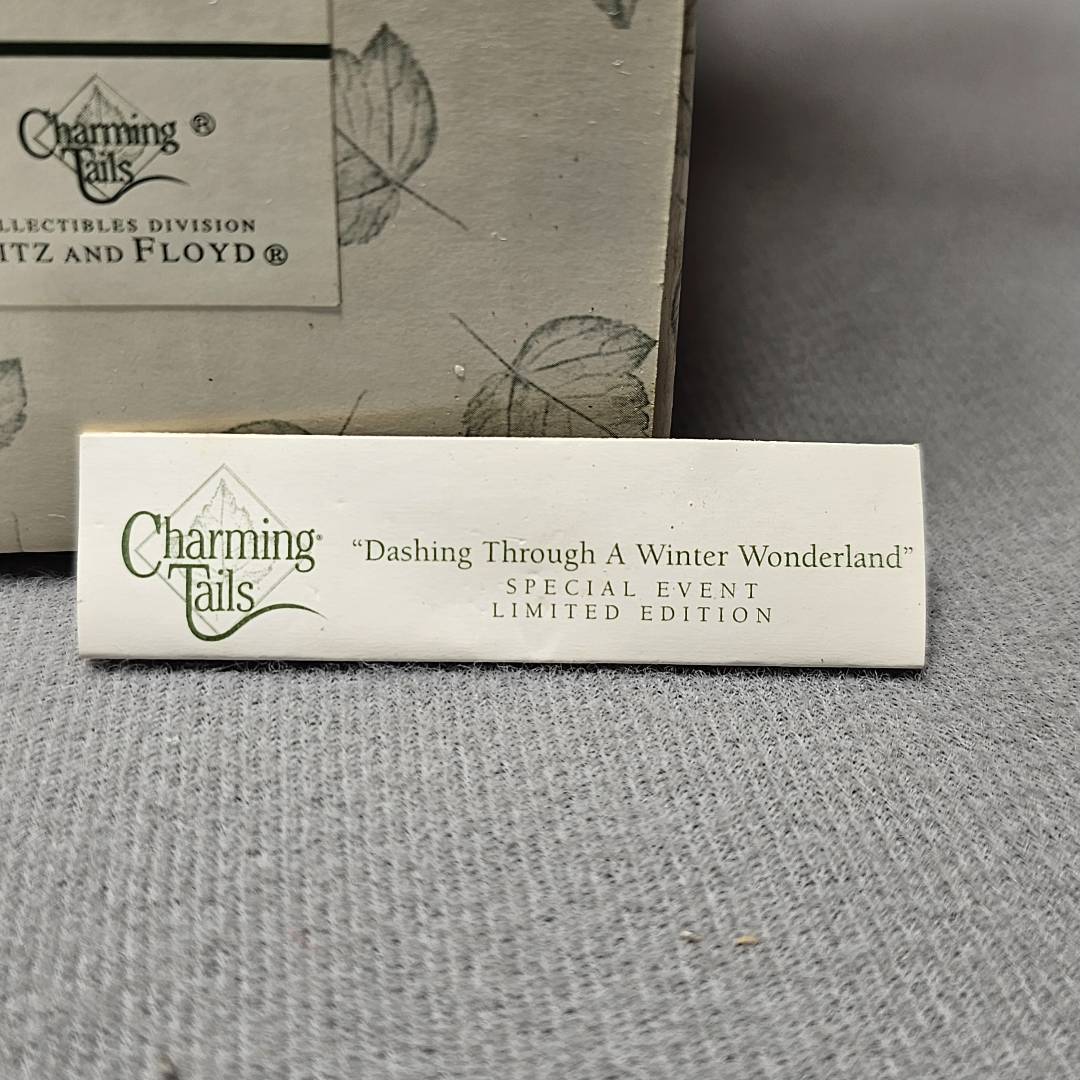 Charming ®
Tails
LLECTIBLES DIVISION
ITZ AND FLOYD®
Charming
Tails
“Dashing Through A Winter Wonderland”
SPECIAL EVENT
LIMITED EDITION